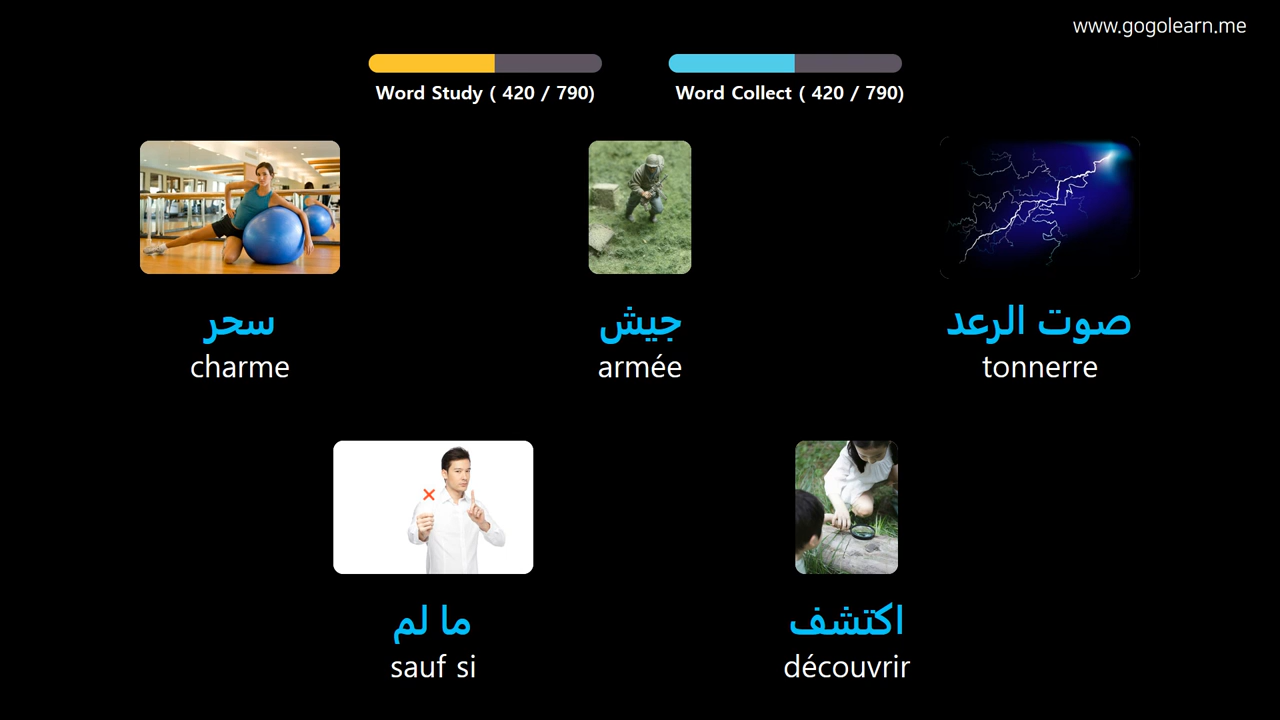 www.gogolearn.me
Word Study ( 420 / 790)
Word Collect ( 420 / 790)
سحر
charme
جيش
armée
صوت الرعد
tonnerre
ما لم
sauf si
اكتشف
découvrir